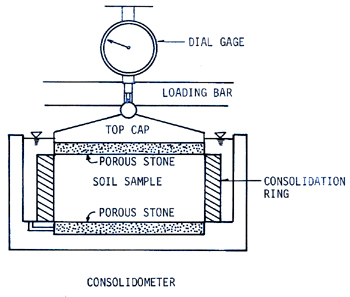 DIAL GAGE
LOADING BAR
TOP CAP
POROUS STONE
SOIL SAMPLE
CONSOLIDATION
RING
POROUS STONE
CONSOLIDOMETER